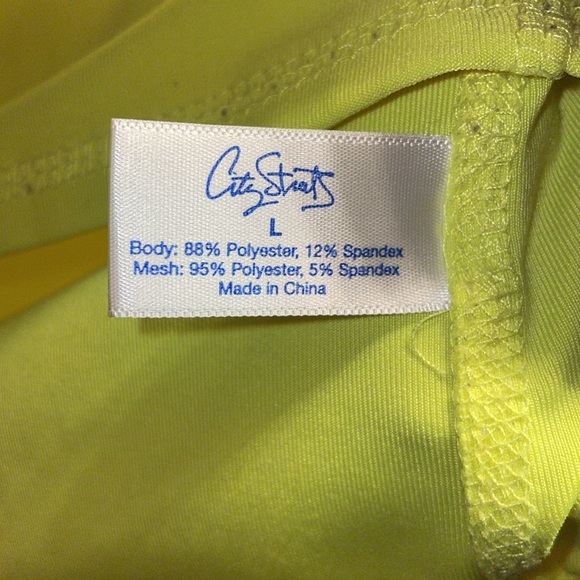 City Streets
L
Body: 88% Polyester, 12% Spandex
Mesh: 95% Polyester, 5% Spandex
Made in China